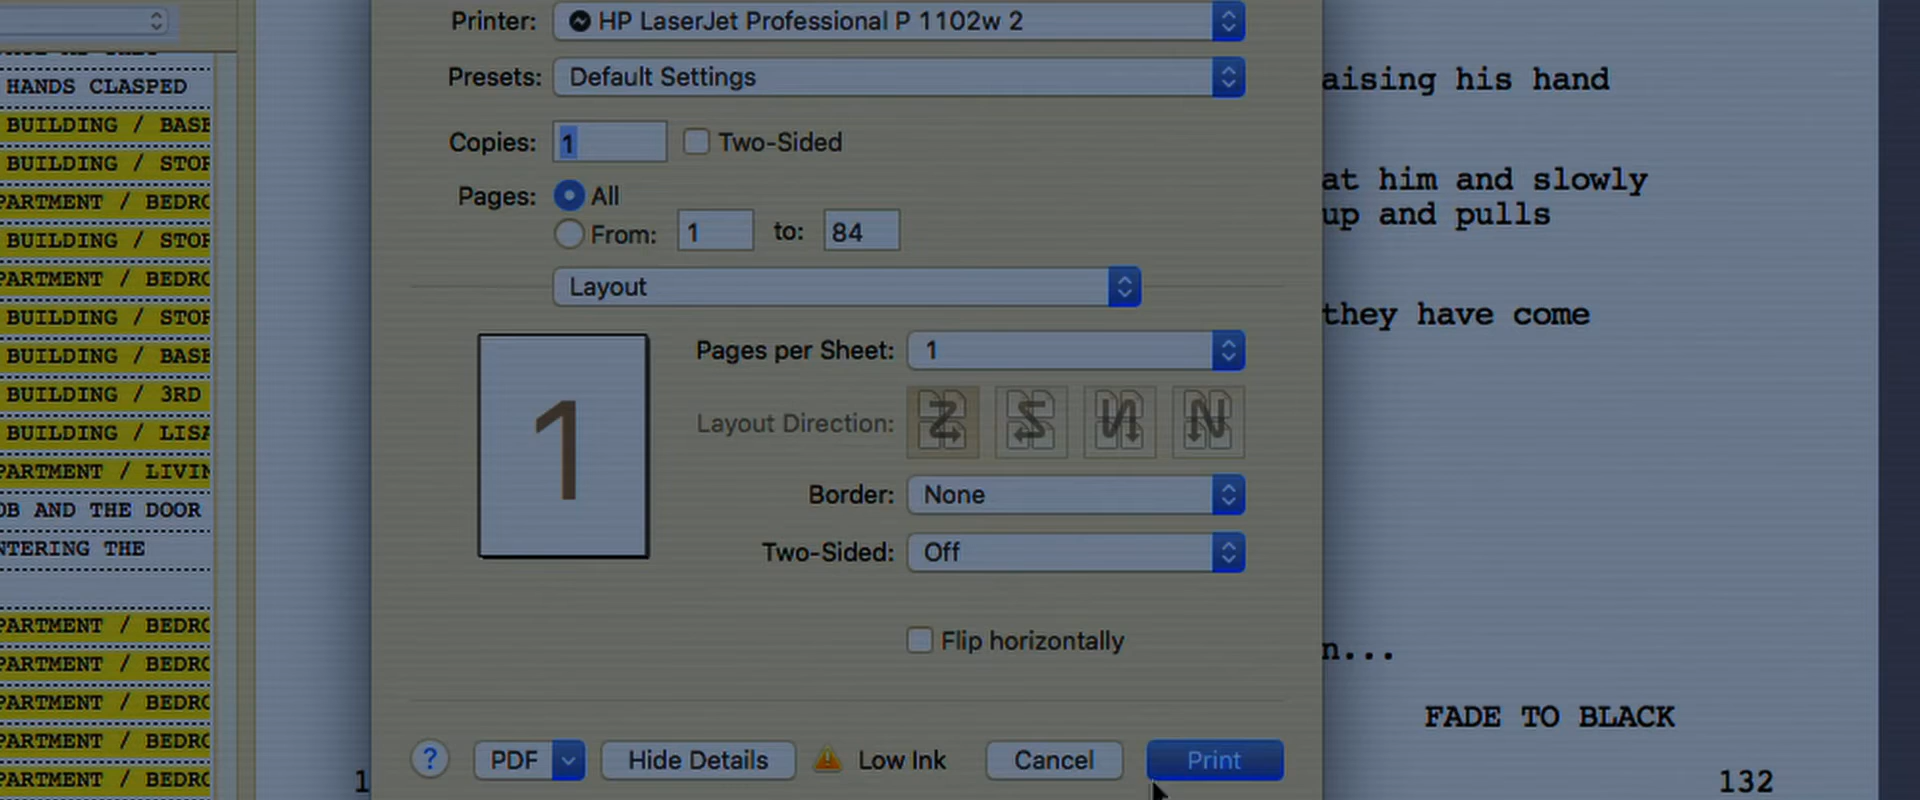 Printer: HP LaserJet Professional P 1102w 2
Presets: Default Settings
Copies: 1 Two-Sided
Pages: All
From: 1 to: 84
Layout
1
Pages per Sheet: 1
Layout Direction:
Border: None
Two-Sided: Off
Flip horizontally
? PDF Hide Details Low Ink Cancel Print
HANDS CLASPED
BUILDING / BASE
BUILDING / STOR
PARTMENT / BEDRO
BUILDING / STOR
PARTMENT / BEDRO
BUILDING / STOR
BUILDING / BASE
BUILDING / 3RD
BUILDING / LISA
PARTMENT / LIVIN
OB AND THE DOOR
NTERING THE
PARTMENT / BEDRO
PARTMENT / BEDRO
PARTMENT / BEDRO
PARTMENT / BEDRO
PARTMENT / BEDRO
aising his hand
at him and slowly
up and pulls
they have come
n...
FADE TO BLACK
1
132